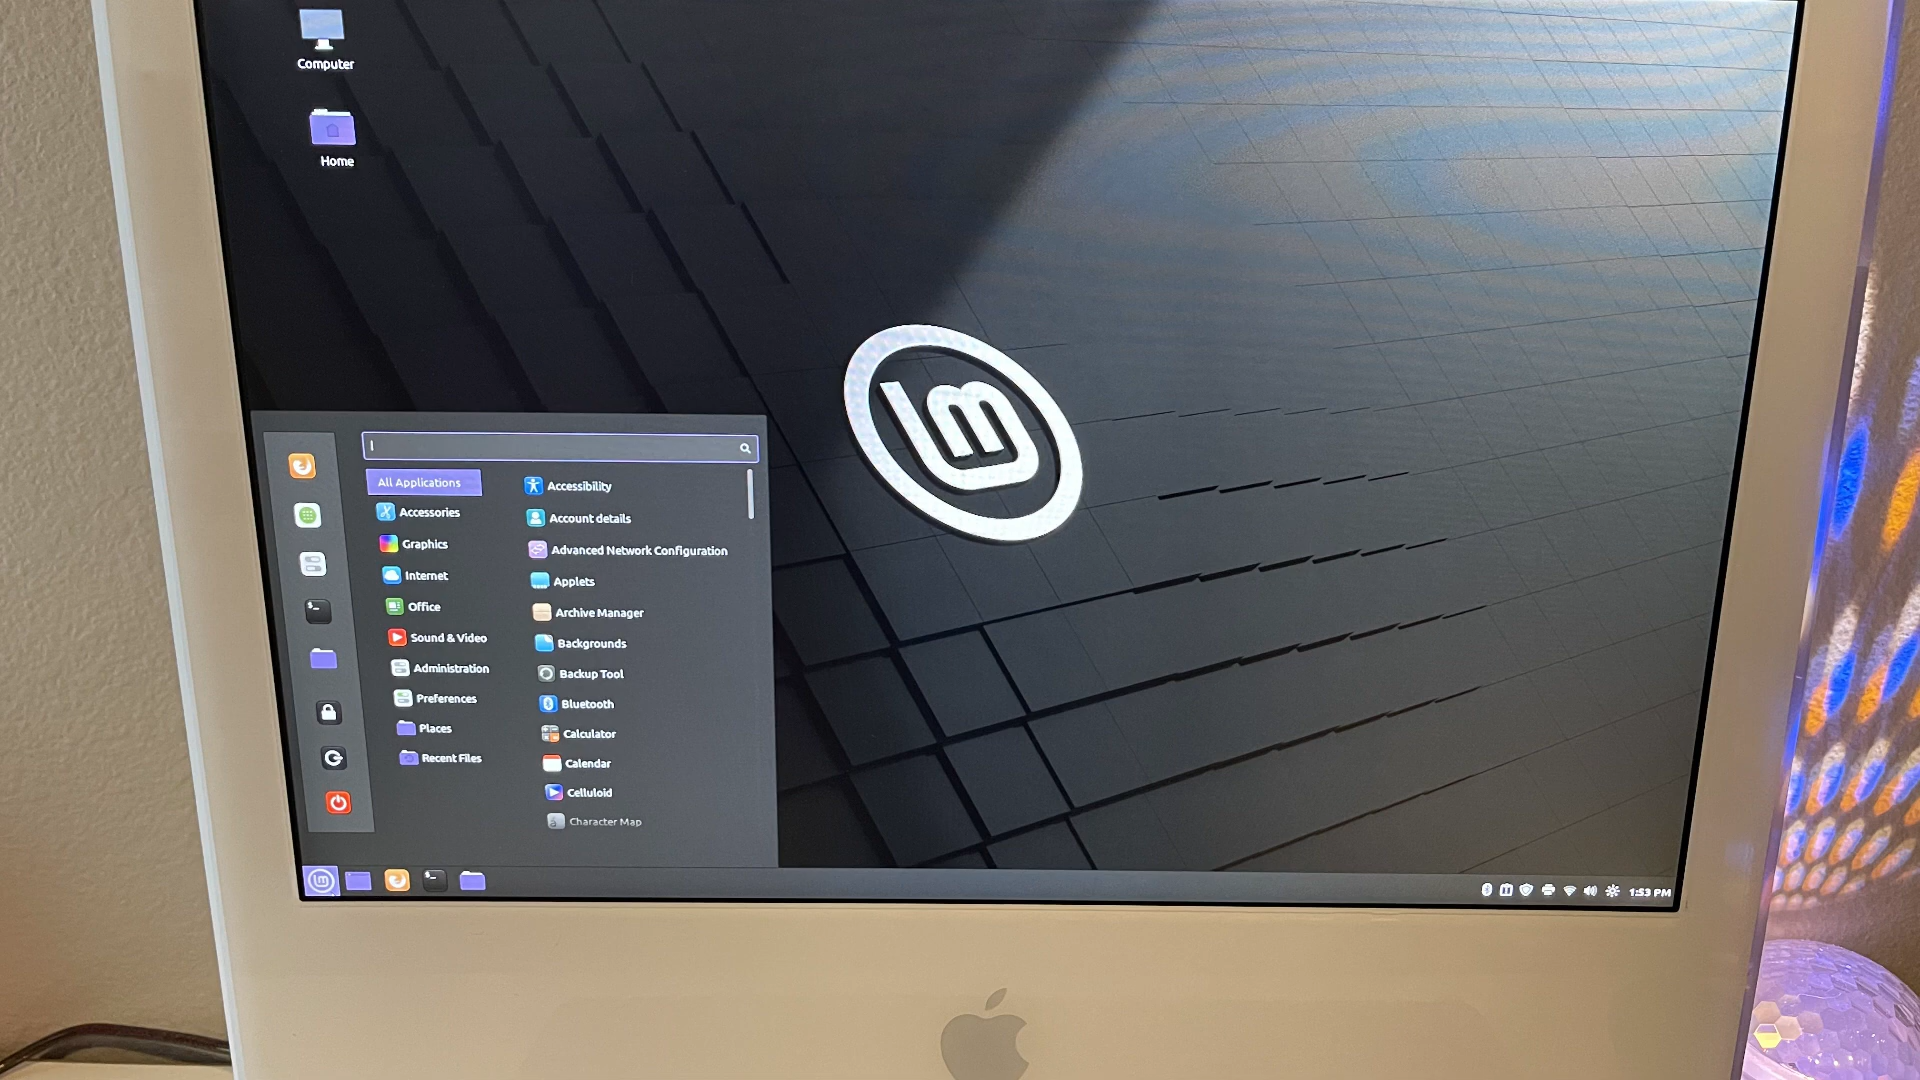 Computer
Home
All Applications
Accessories
Graphics
Internet
Office
Sound & Video
Administration
Preferences
Places
Recent Files
Accessibility
Account details
Advanced Network Configuration
Applets
Archive Manager
Backgrounds
Backup Tool
Bluetooth
Calculator
Calendar
Celluloid
Character Map
1:53 PM